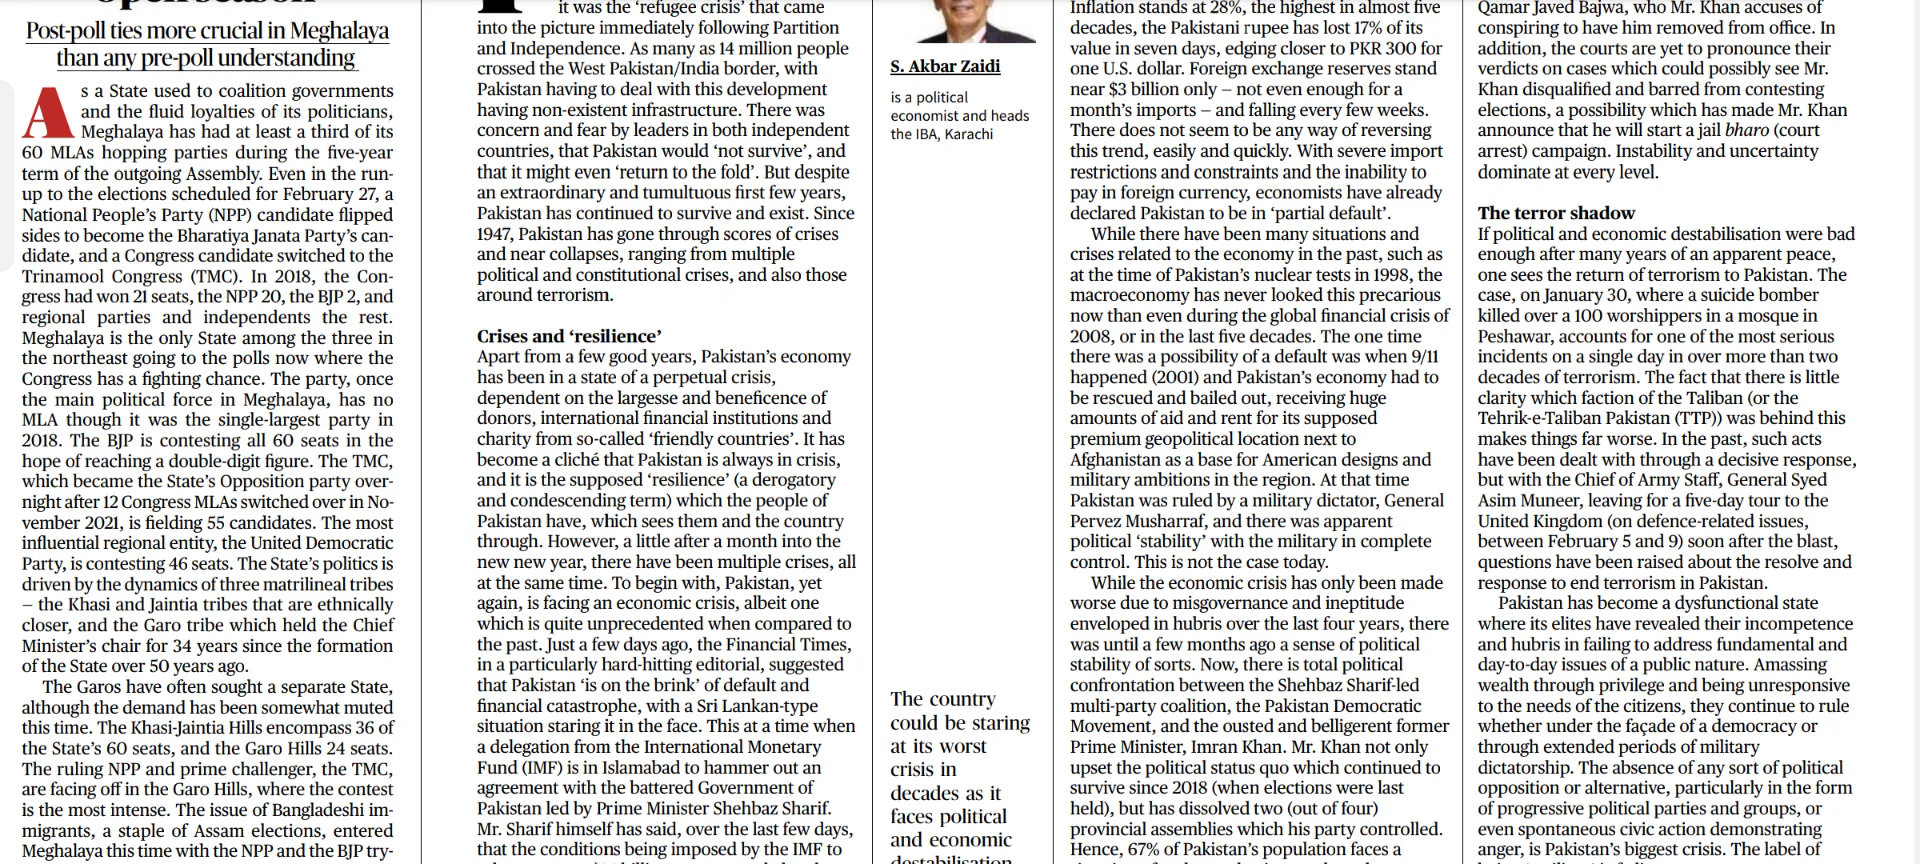 Open season
Post-poll ties more crucial in Meghalaya
than any pre-poll understanding
As a State used to coalition governments
and the fluid loyalties of its politicians,
Meghalaya has had at least a third of its
60 MLAs hopping parties during the five-year
term of the outgoing Assembly. Even in the run-
up to the elections scheduled for February 27, a
National People's Party (NPP) candidate flipped
sides to become the Bharatiya Janata Party's can-
didate, and a Congress candidate switched to the
Trinamool Congress (TMC). In 2018, the Con-
gress had won 21 seats, the NPP 20, the BJP 2, and
regional parties and independents the rest.
Meghalaya is the only State among the three in
the northeast going to the polls now where the
Congress has a fighting chance. The party, once
the main political force in Meghalaya, has no
MLA though it was the single-largest party in
2018. The BJP is contesting all 60 seats in the
hope of reaching a double-digit figure. The TMC,
which became the State's Opposition party over-
night after 12 Congress MLAs switched over in No-
vember 2021, is fielding 55 candidates. The most
influential regional entity, the United Democratic
Party, is contesting 46 seats. The State's politics is
driven by the dynamics of three matrilineal tribes
– the Khasi and Jaintia tribes that are ethnically
closer, and the Garo tribe which held the Chief
Minister's chair for 34 years since the formation
of the State over 50 years ago.
The Garos have often sought a separate State,
although the demand has been somewhat muted
this time. The Khasi-Jaintia Hills encompass 36 of
the State's 60 seats, and the Garo Hills 24 seats.
The ruling NPP and prime challenger, the TMC,
are facing off in the Garo Hills, where the contest
is the most intense. The issue of Bangladeshi im-
migrants, a staple of Assam elections, entered
Meghalaya this time with the NPP and the BJP try-
it was the 'refugee crisis' that came
into the picture immediately following Partition
and Independence. As many as 14 million people
crossed the West Pakistan/India border, with
Pakistan having to deal with this development
having non-existent infrastructure. There was
concern and fear by leaders in both independent
countries, that Pakistan would 'not survive', and
that it might even 'return to the fold'. But despite
an extraordinary and tumultuous first few years,
Pakistan has continued to survive and exist. Since
1947, Pakistan has gone through scores of crises
and near collapses, ranging from multiple
political and constitutional crises, and also those
around terrorism.
Crises and 'resilience'
Apart from a few good years, Pakistan's economy
has been in a state of a perpetual crisis,
dependent on the largesse and beneficence of
donors, international financial institutions and
charity from so-called 'friendly countries'. It has
become a cliché that Pakistan is always in crisis,
and it is the supposed 'resilience' (a derogatory
and condescending term) which the people of
Pakistan have, which sees them and the country
through. However, a little after a month into the
new new year, there have been multiple crises, all
at the same time. To begin with, Pakistan, yet
again, is facing an economic crisis, albeit one
which is quite unprecedented when compared to
the past. Just a few days ago, the Financial Times,
in a particularly hard-hitting editorial, suggested
that Pakistan 'is on the brink' of default and
financial catastrophe, with a Sri Lankan-type
situation staring it in the face. This at a time when
a delegation from the International Monetary
Fund (IMF) is in Islamabad to hammer out an
agreement with the battered Government of
Pakistan led by Prime Minister Shehbaz Sharif.
Mr. Sharif himself has said, over the last few days,
that the conditions being imposed by the IMF to
S. Akbar Zaidi
is a political
economist and heads
the IBA, Karachi
The country
could be staring
at its worst
crisis in
decades as it
faces political
and economic
destabilisation
Inflation stands at 28%, the highest in almost five
decades, the Pakistani rupee has lost 17% of its
value in seven days, edging closer to PKR 300 for
one U.S. dollar. Foreign exchange reserves stand
near $3 billion only – not even enough for a
month's imports – and falling every few weeks.
There does not seem to be any way of reversing
this trend, easily and quickly. With severe import
restrictions and constraints and the inability to
pay in foreign currency, economists have already
declared Pakistan to be in 'partial default'.
While there have been many situations and
crises related to the economy in the past, such as
at the time of Pakistan's nuclear tests in 1998, the
macroeconomy has never looked this precarious
now than even during the global financial crisis of
2008, or in the last five decades. The one time
there was a possibility of a default was when 9/11
happened (2001) and Pakistan's economy had to
be rescued and bailed out, receiving huge
amounts of aid and rent for its supposed
premium geopolitical location next to
Afghanistan as a base for American designs and
military ambitions in the region. At that time
Pakistan was ruled by a military dictator, General
Pervez Musharraf, and there was apparent
political 'stability' with the military in complete
control. This is not the case today.
While the economic crisis has only been made
worse due to misgovernance and ineptitude
enveloped in hubris over the last four years, there
was until a few months ago a sense of political
stability of sorts. Now, there is total political
confrontation between the Shehbaz Sharif-led
multi-party coalition, the Pakistan Democratic
Movement, and the ousted and belligerent former
Prime Minister, Imran Khan. Mr. Khan not only
upset the political status quo which continued to
survive since 2018 (when elections were last
held), but has dissolved two (out of four)
provincial assemblies which his party controlled.
Hence, 67% of Pakistan's population faces a
Qamar Javed Bajwa, who Mr. Khan accuses of
conspiring to have him removed from office. In
addition, the courts are yet to pronounce their
verdicts on cases which could possibly see Mr.
Khan disqualified and barred from contesting
elections, a possibility which has made Mr. Khan
announce that he will start a jail bharo (court
arrest) campaign. Instability and uncertainty
dominate at every level.
The terror shadow
If political and economic destabilisation were bad
enough after many years of an apparent peace,
one sees the return of terrorism to Pakistan. The
case, on January 30, where a suicide bomber
killed over a 100 worshippers in a mosque in
Peshawar, accounts for one of the most serious
incidents on a single day in over more than two
decades of terrorism. The fact that there is little
clarity which faction of the Taliban (or the
Tehrik-e-Taliban Pakistan (TTP)) was behind this
makes things far worse. In the past, such acts
have been dealt with through a decisive response,
but with the Chief of Army Staff, General Syed
Asim Muneer, leaving for a five-day tour to the
United Kingdom (on defence-related issues,
between February 5 and 9) soon after the blast,
questions have been raised about the resolve and
response to end terrorism in Pakistan.
Pakistan has become a dysfunctional state
where its elites have revealed their incompetence
and hubris in failing to address fundamental and
day-to-day issues of a public nature. Amassing
wealth through privilege and being unresponsive
to the needs of the citizens, they continue to rule
whether under the façade of a democracy or
through extended periods of military
dictatorship. The absence of any sort of political
opposition or alternative, particularly in the form
of progressive political parties and groups, or
even spontaneous civic action demonstrating
anger, is Pakistan's biggest crisis. The label of